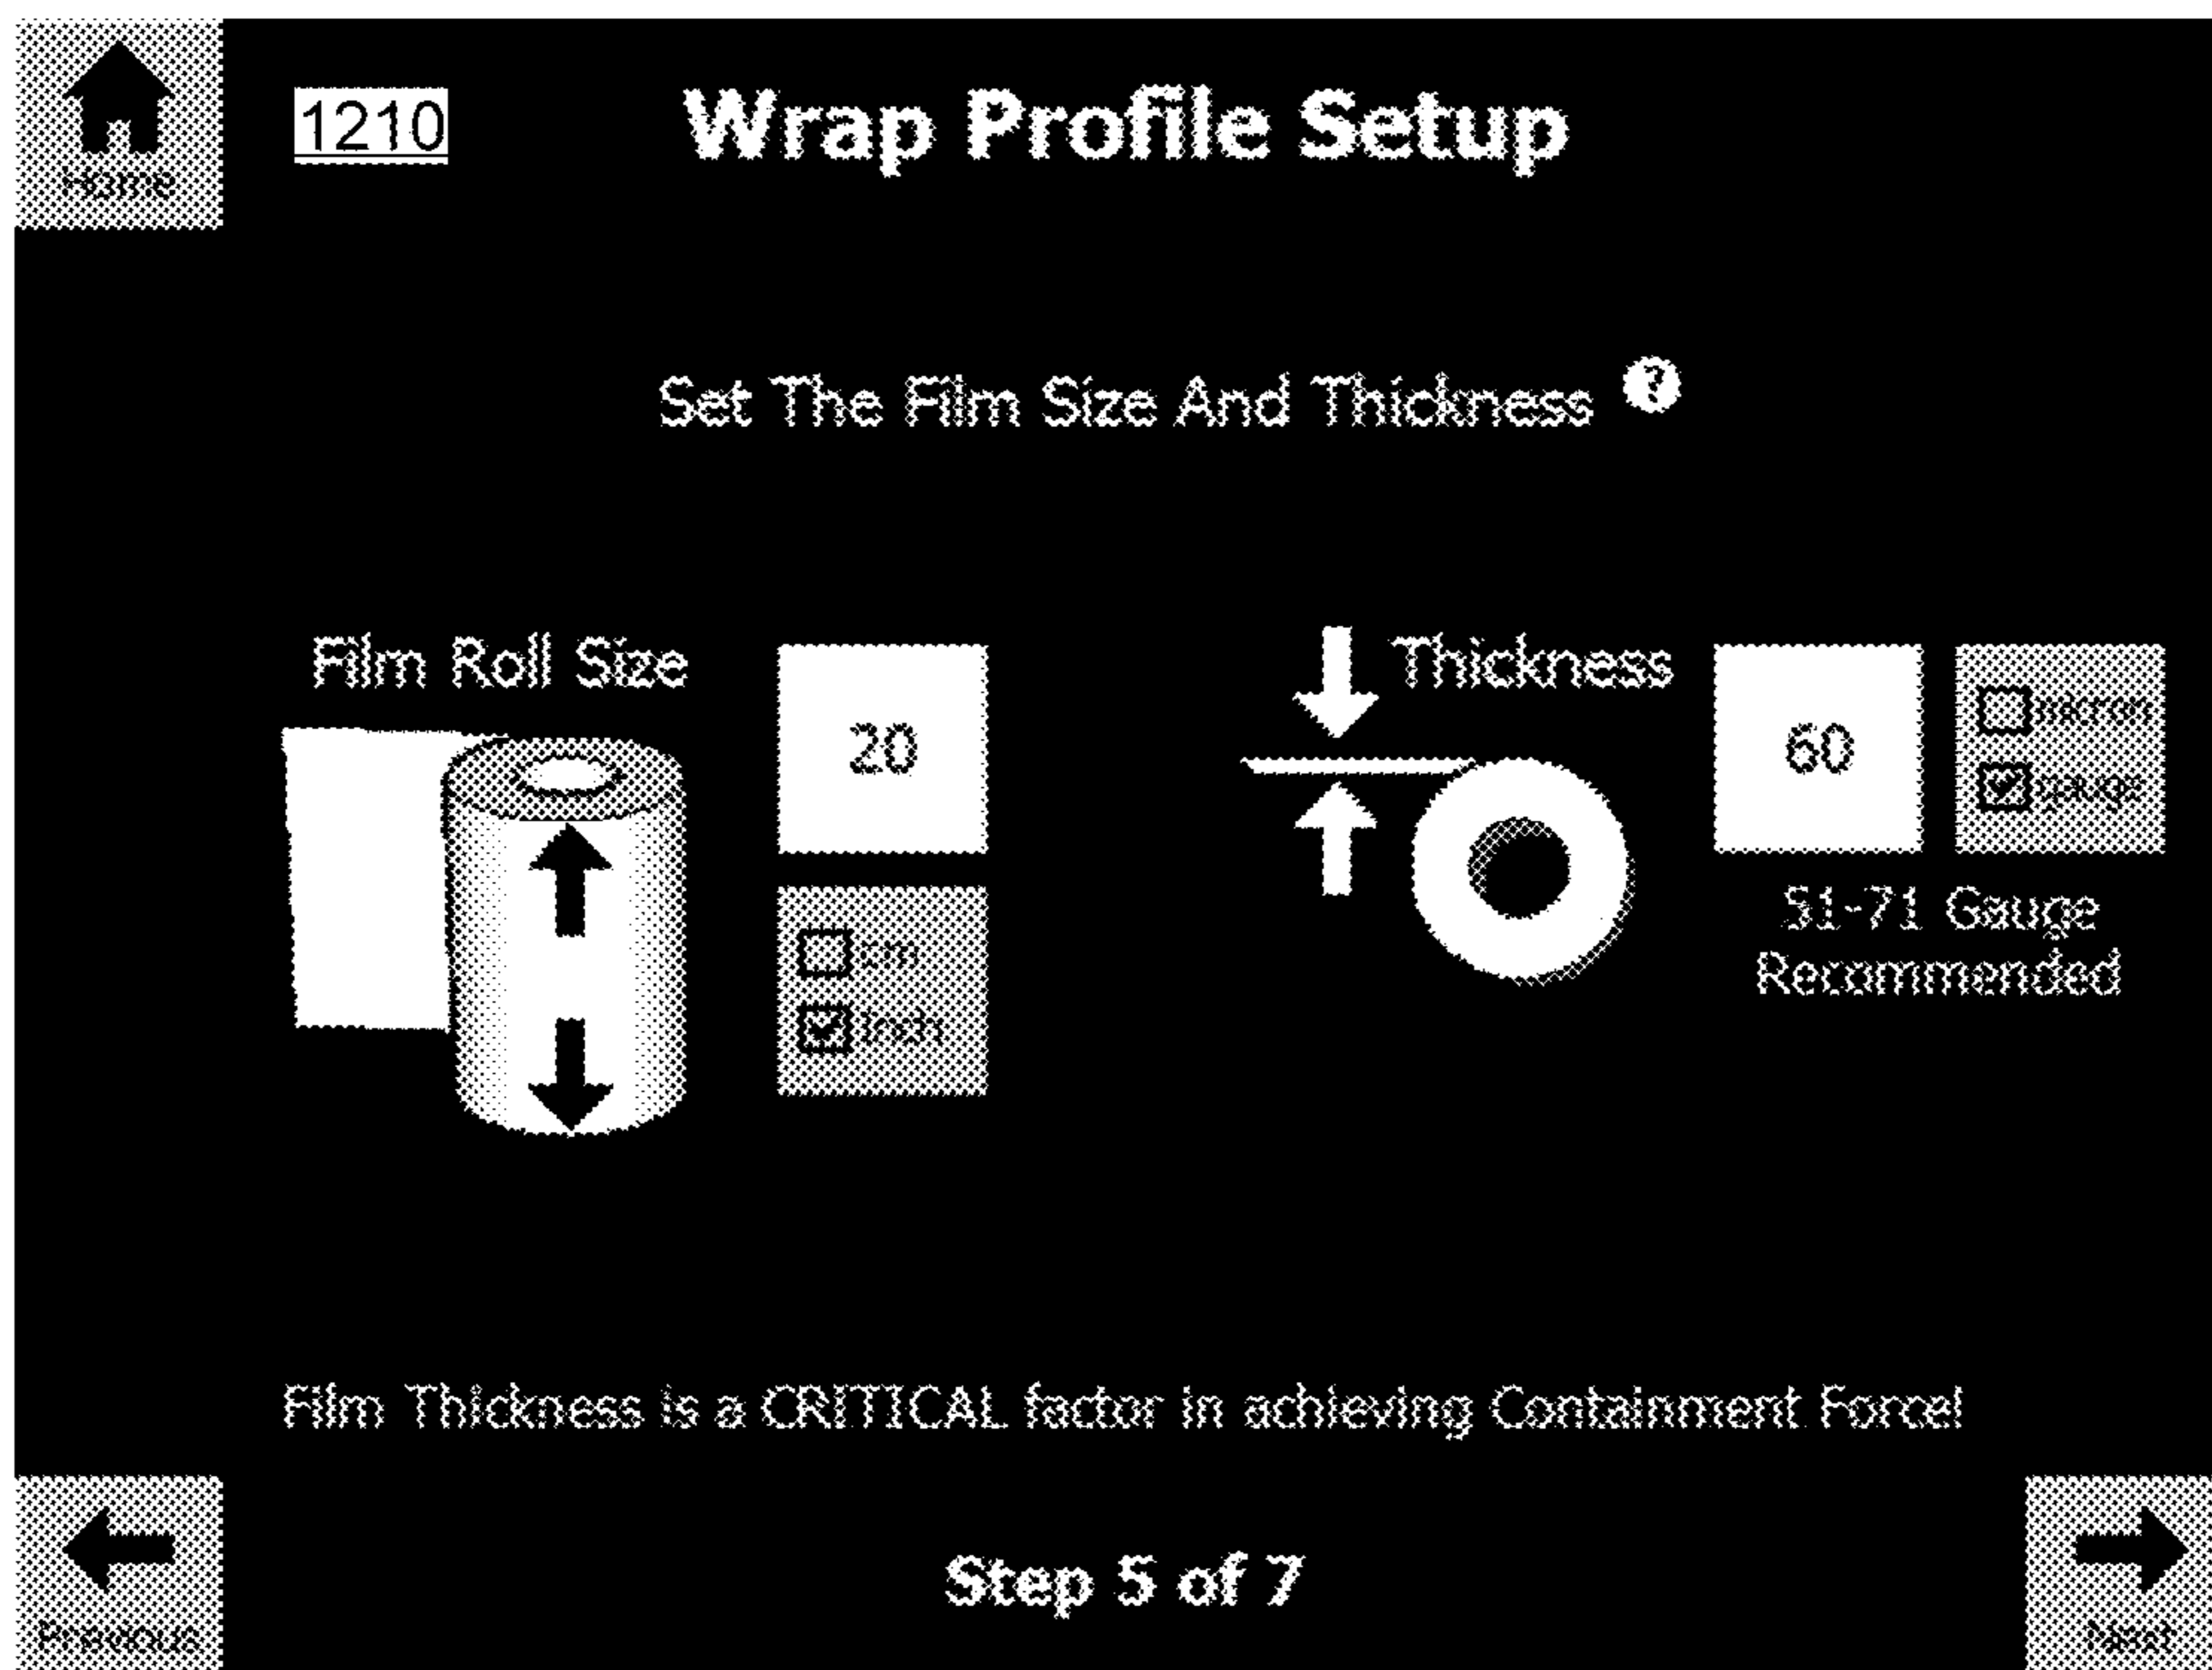 Home
1210
Wrap Profile Setup
Set The Film Size And Thickness ?
Film Roll Size
20
cm
inch
Thickness
60
micron
gauge
51-71 Gauge
Recommended
Film Thickness is a CRITICAL factor in achieving Containment Force!
Previous
Step 5 of 7
Next